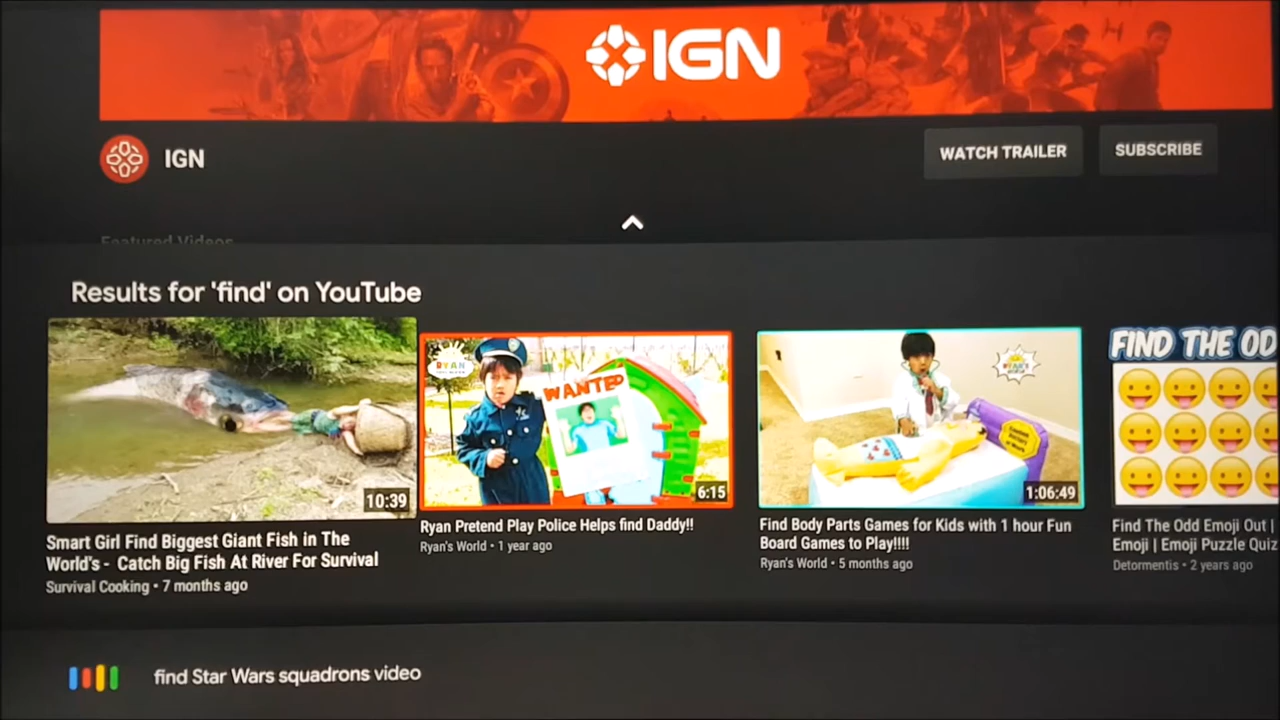 IGN
IGN
WATCH TRAILER
SUBSCRIBE
Featured Videos
Results for 'find' on YouTube
10:39
RYAN
WANTED
6:15
1:06:49
FIND THE OD
Smart Girl Find Biggest Giant Fish in The
World's - Catch Big Fish At River For Survival
Survival Cooking • 7 months ago
Ryan Pretend Play Police Helps find Daddy!!
Ryan's World • 1 year ago
Find Body Parts Games for Kids with 1 hour Fun
Board Games to Play!!!!
Ryan's World • 5 months ago
Find The Odd Emoji Out |
Emoji | Emoji Puzzle Quiz
Detormentis • 2 years ago
find Star Wars squadrons video